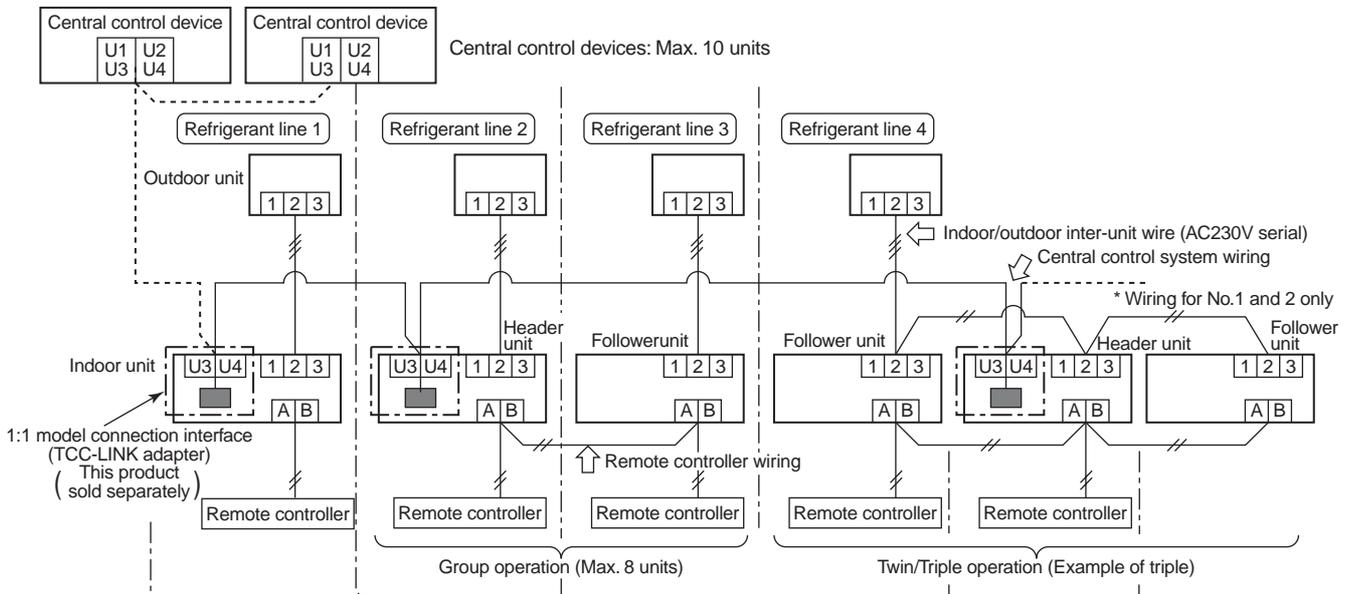 Central control device
U1 U2
U3 U4
Central control device
U1 U2
U3 U4
Central control devices: Max. 10 units
Refrigerant line 1
Refrigerant line 2
Refrigerant line 3
Refrigerant line 4
Outdoor unit
1 2 3
1 2 3
1 2 3
1 2 3
Indoor/outdoor inter-unit wire (AC230V serial)
Central control system wiring
* Wiring for No.1 and 2 only
Indoor unit
U3 U4
1 2 3
A B
Header
unit
U3 U4
1 2 3
A B
Followerunit
1 2 3
A B
Follower unit
1 2 3
A B
Header unit
U3 U4
1 2 3
A B
Follower
unit
1 2 3
A B
1:1 model connection interface
(TCC-LINK adapter)
( This product
sold separately )
Remote controller wiring
Remote controller
Remote controller
Remote controller
Remote controller
Remote controller
Group operation (Max. 8 units)
Twin/Triple operation (Example of triple)